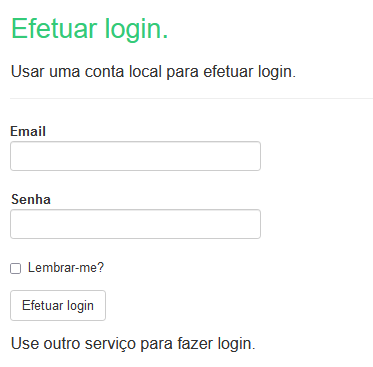 Efetuar login.
Usar uma conta local para efetuar login.
Email
Senha
Lembrar-me?
Efetuar login
Use outro serviço para fazer login.